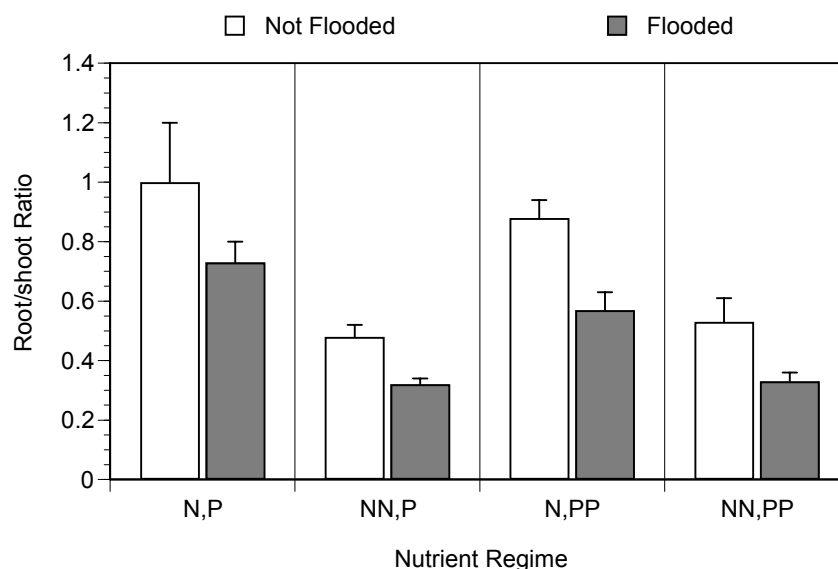 Not Flooded
Flooded
1.4
1.2
1
0.8
0.6
0.4
0.2
0
Root/shoot Ratio
N,P
NN,P
N,PP
NN,PP
Nutrient Regime